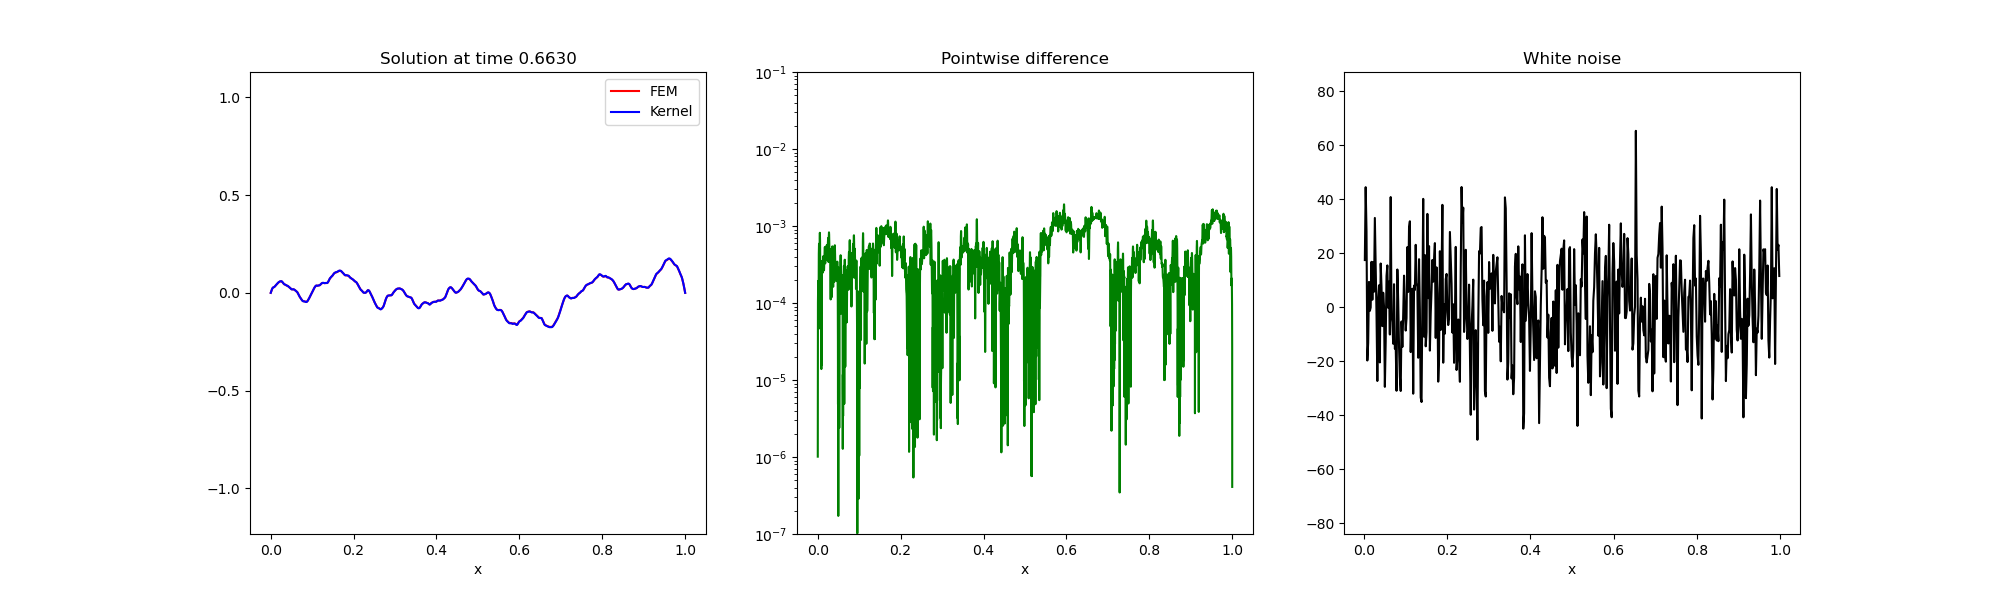 Solution at time 0.6630
1.0
0.5
0.0
−0.5
−1.0
0.0 0.2 0.4 0.6 0.8 1.0
x
FEM
Kernel
Pointwise difference
10⁻¹
10⁻²
10⁻³
10⁻⁴
10⁻⁵
10⁻⁶
10⁻⁷
0.0 0.2 0.4 0.6 0.8 1.0
x
White noise
80
60
40
20
0
−20
−40
−60
−80
0.0 0.2 0.4 0.6 0.8 1.0
x